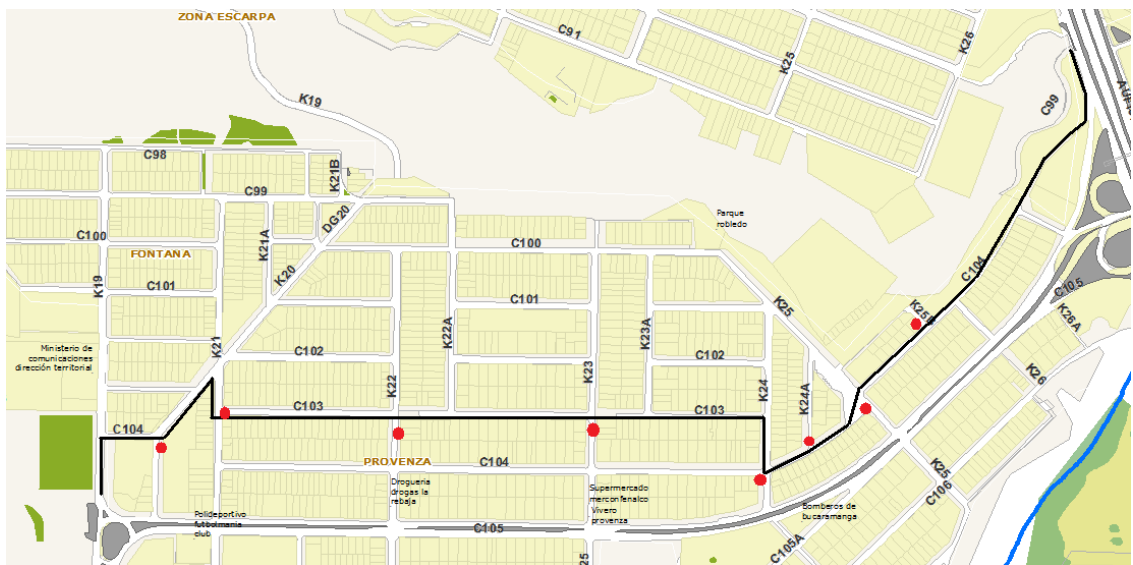 ZONA ESCARPA
C91
K25
K26
K19
C99
C98
K21B
C99
DG20
Parque
robledo
C100
K21A
C100
FONTANA
K20
K19
C101
C101
K25
C104
C105
K25B
K26A
K21
K22A
K23A
Ministerio de
comunicaciones
dirección territorial
C102
C102
K22
K23
K24
K24A
K26
C103
C103
C104
PROVENZA
C104
K25
C106
Drogueria
drogas la
rebaja
Supermercado
merconfenalco
Vivero
provenza
Polideportivo
futbolmania
club
Bomberos de
bucaramanga
C105
C105A
25